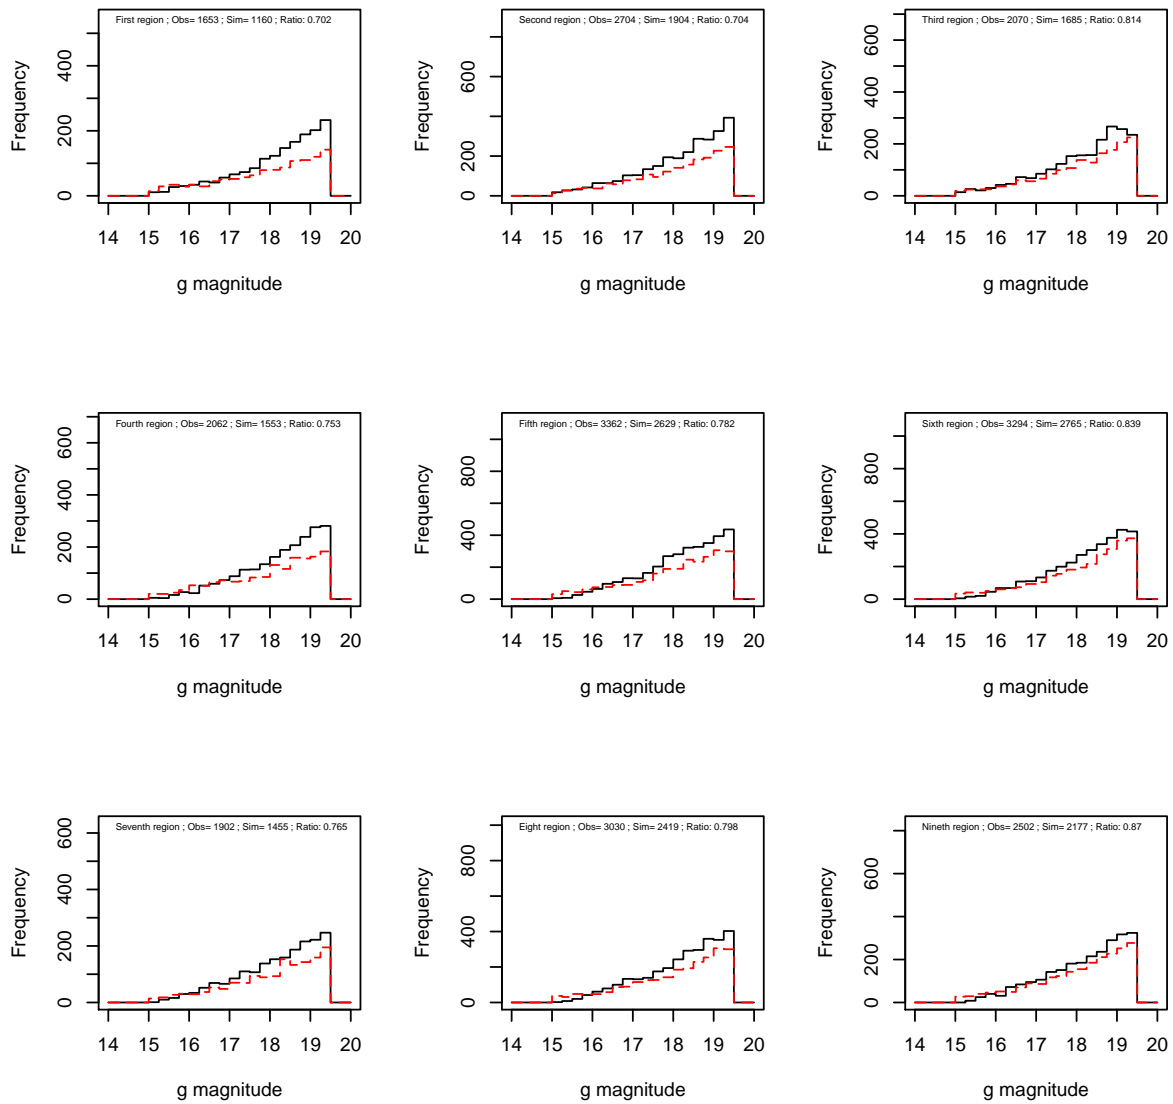 First region ; Obs= 1653 ; Sim= 1160 ; Ratio: 0.702
Frequency
0 200 400
14 15 16 17 18 19 20
g magnitude
Second region ; Obs= 2704 ; Sim= 1904 ; Ratio: 0.704
Frequency
0 200 600
14 15 16 17 18 19 20
g magnitude
Third region ; Obs= 2070 ; Sim= 1685 ; Ratio: 0.814
Frequency
0 200 400 600
14 15 16 17 18 19 20
g magnitude
Fourth region ; Obs= 2062 ; Sim= 1553 ; Ratio: 0.753
Frequency
0 200 400 600
14 15 16 17 18 19 20
g magnitude
Fifth region ; Obs= 3362 ; Sim= 2629 ; Ratio: 0.782
Frequency
0 400 800
14 15 16 17 18 19 20
g magnitude
Sixth region ; Obs= 3294 ; Sim= 2765 ; Ratio: 0.839
Frequency
0 400 800
14 15 16 17 18 19 20
g magnitude
Seventh region ; Obs= 1902 ; Sim= 1455 ; Ratio: 0.765
Frequency
0 200 400 600
14 15 16 17 18 19 20
g magnitude
Eight region ; Obs= 3030 ; Sim= 2419 ; Ratio: 0.798
Frequency
0 400 800
14 15 16 17 18 19 20
g magnitude
Nineth region ; Obs= 2502 ; Sim= 2177 ; Ratio: 0.87
Frequency
0 200 600
14 15 16 17 18 19 20
g magnitude